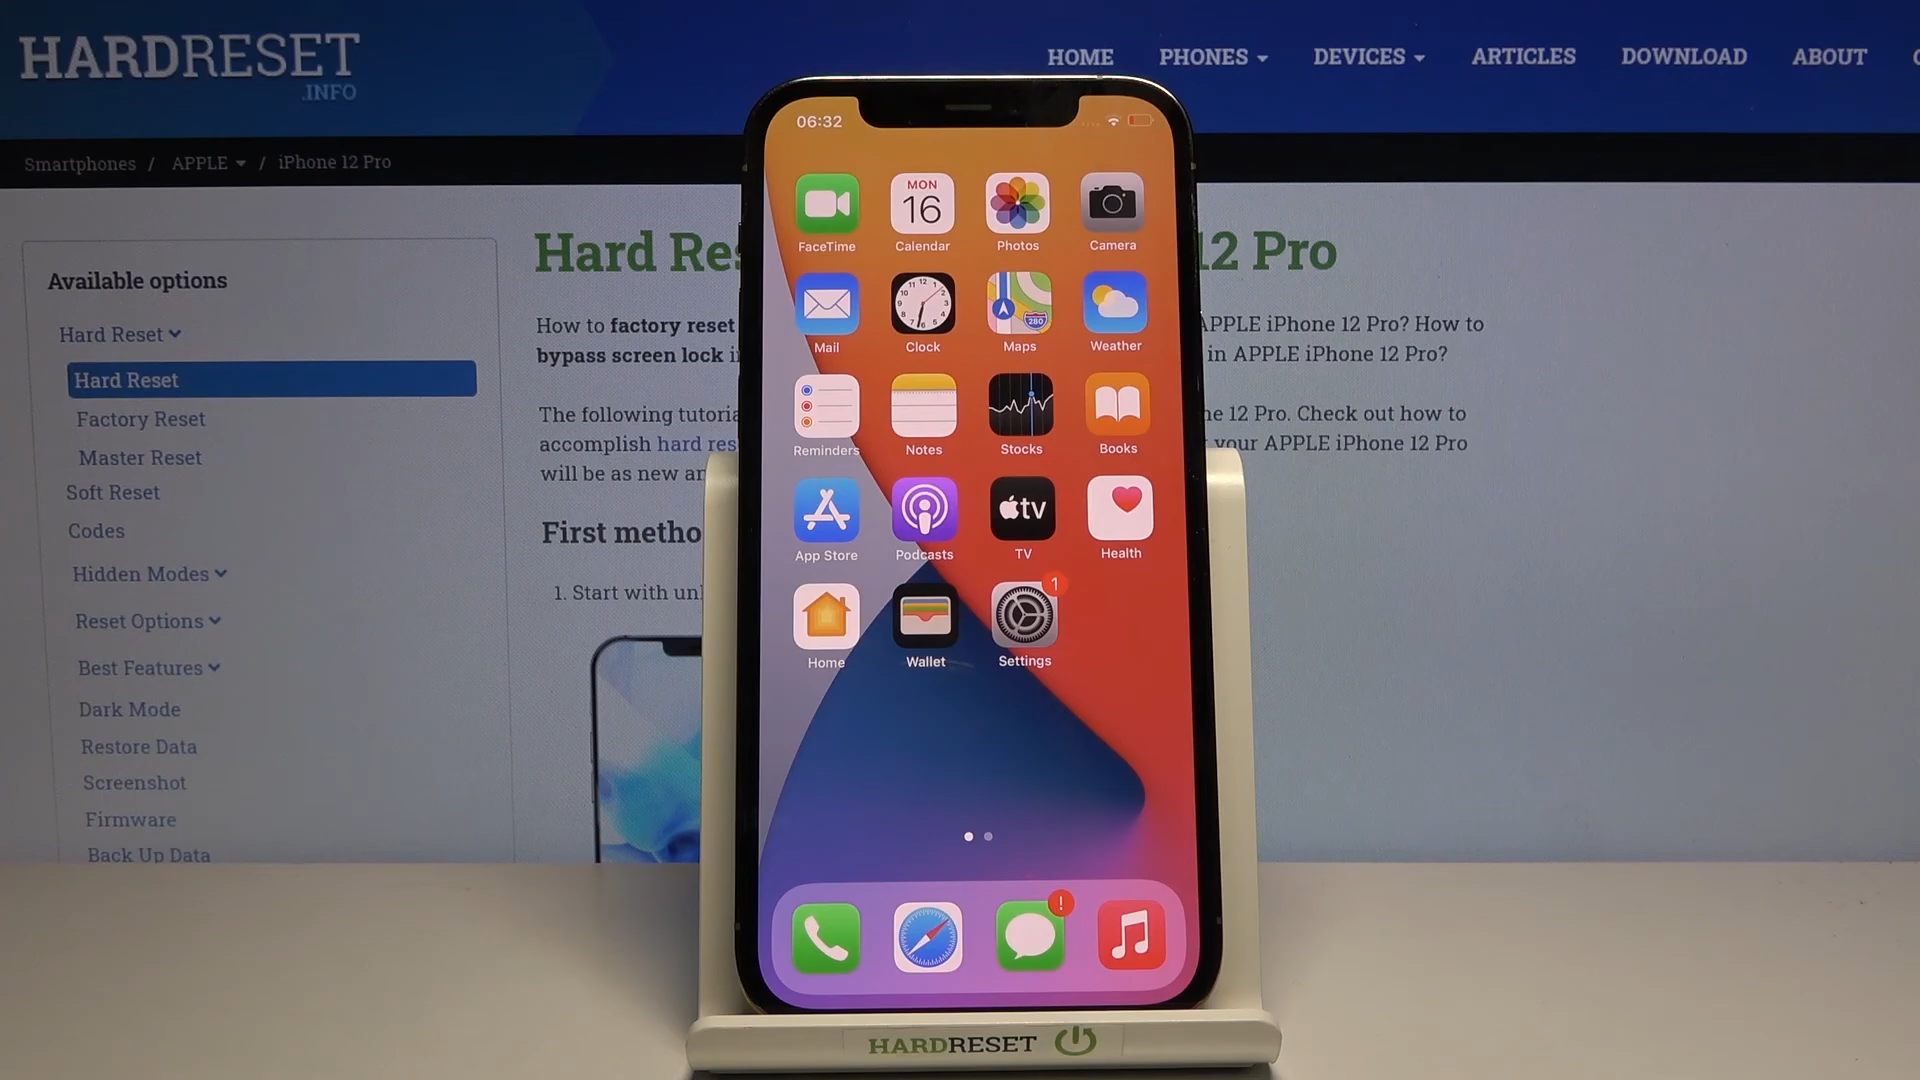 HARDRESET
.INFO
HOME PHONES DEVICES ARTICLES DOWNLOAD ABOUT
Smartphones / APPLE / iPhone 12 Pro
Available options
Hard Reset
Hard Reset
Factory Reset
Master Reset
Soft Reset
Codes
Hidden Modes
Reset Options
Best Features
Dark Mode
Restore Data
Screenshot
Firmware
Back Up Data
Hard Res 12 Pro
How to factory reset APPLE iPhone 12 Pro? How to
bypass screen lock in APPLE iPhone 12 Pro?
The following tutoria ne 12 Pro. Check out how to
accomplish hard res your APPLE iPhone 12 Pro
will be as new an
First metho
1. Start with unl
06:32
MON
16
FaceTime Calendar Photos Camera
280
Mail Clock Maps Weather
Reminders Notes Stocks Books
tv
App Store Podcasts TV Health
1
Home Wallet Settings
!
HARDRESET